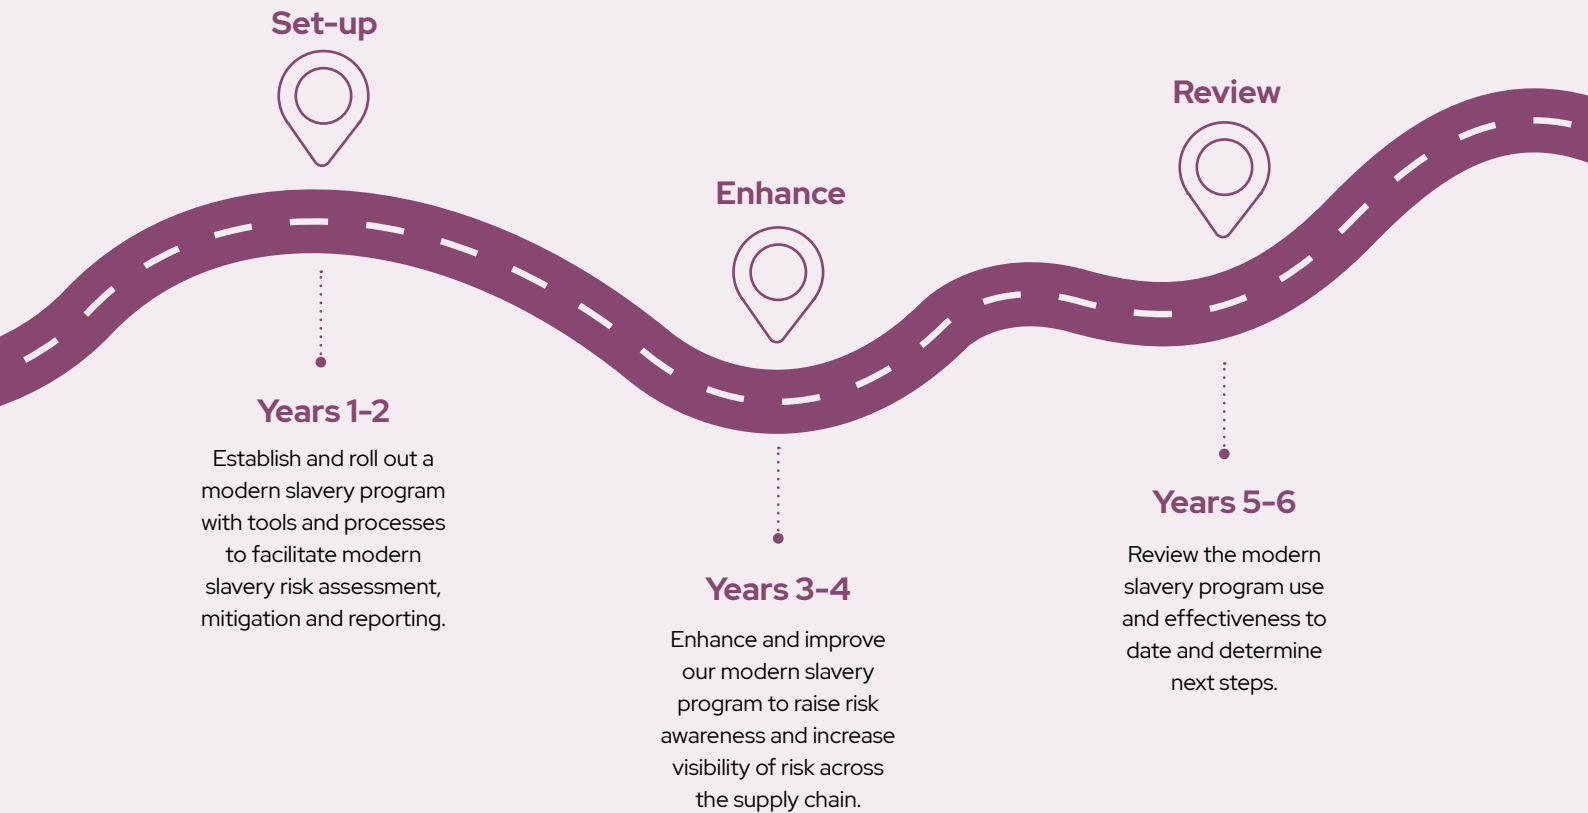 Set-up
Years 1-2
Establish and roll out a
modern slavery program
with tools and processes
to facilitate modern
slavery risk assessment,
mitigation and reporting.
Enhance
Years 3-4
Enhance and improve
our modern slavery
program to raise risk
awareness and increase
visibility of risk across
the supply chain.
Review
Years 5-6
Review the modern
slavery program use
and effectiveness to
date and determine
next steps.